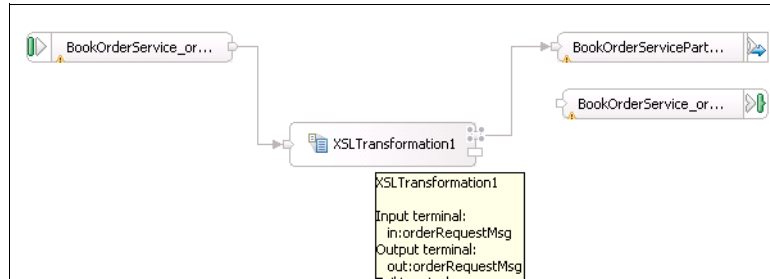 BookOrderService_or...
BookOrderServicePart...
BookOrderService_or...
XSLTransformation1
XSLTransformation1
Input terminal:
in:orderRequestMsg
Output terminal:
out:orderRequestMsg